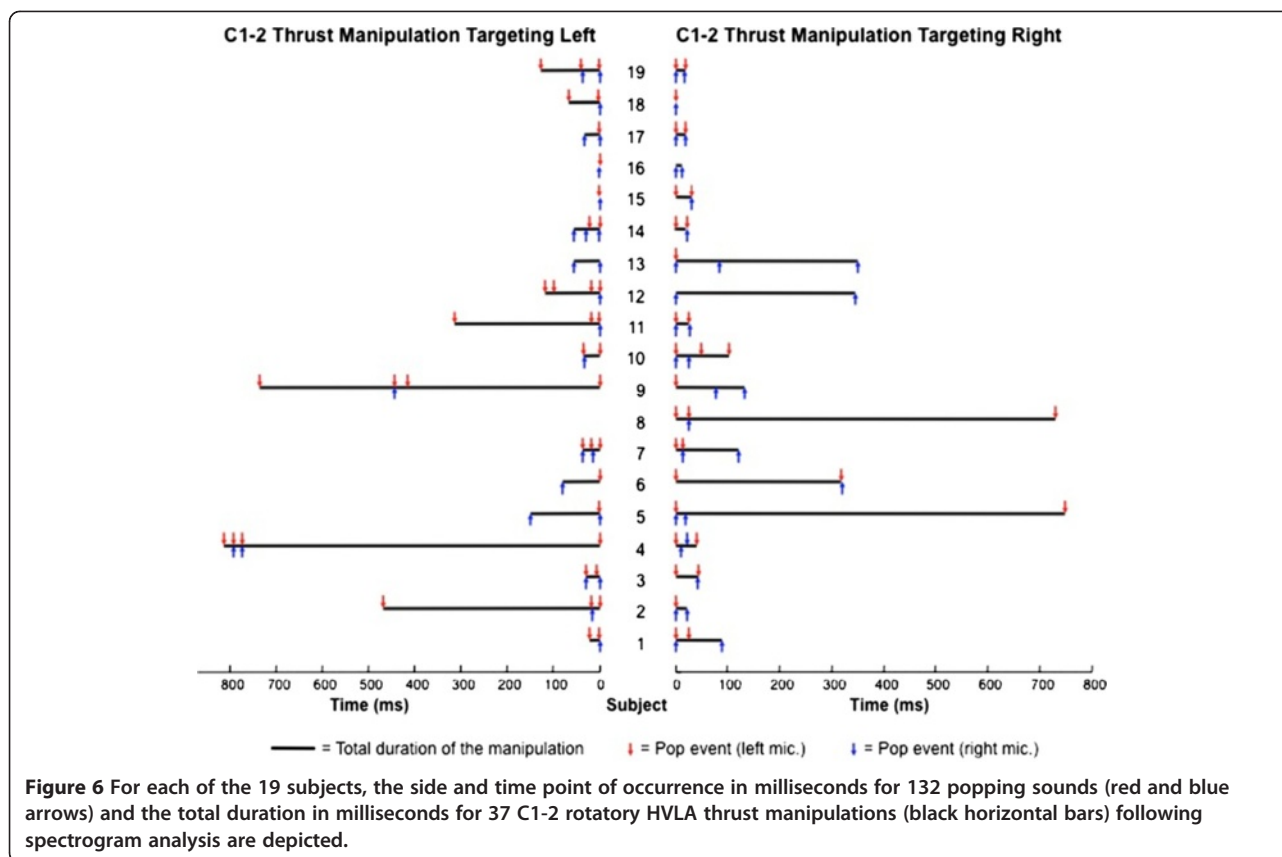 C1-2 Thrust Manipulation Targeting Left C1-2 Thrust Manipulation Targeting Right
19
18
17
16
15
14
13
12
11
10
9
8
7
6
5
4
3
2
1
800 700 600 500 400 300 200 100 0 0 100 200 300 400 500 600 700 800
Time (ms) Subject Time (ms)
= Total duration of the manipulation = Pop event (left mic.) = Pop event (right mic.)
Figure 6 For each of the 19 subjects, the side and time point of occurrence in milliseconds for 132 popping sounds (red and blue
arrows) and the total duration in milliseconds for 37 C1-2 rotatory HVLA thrust manipulations (black horizontal bars) following
spectrogram analysis are depicted.